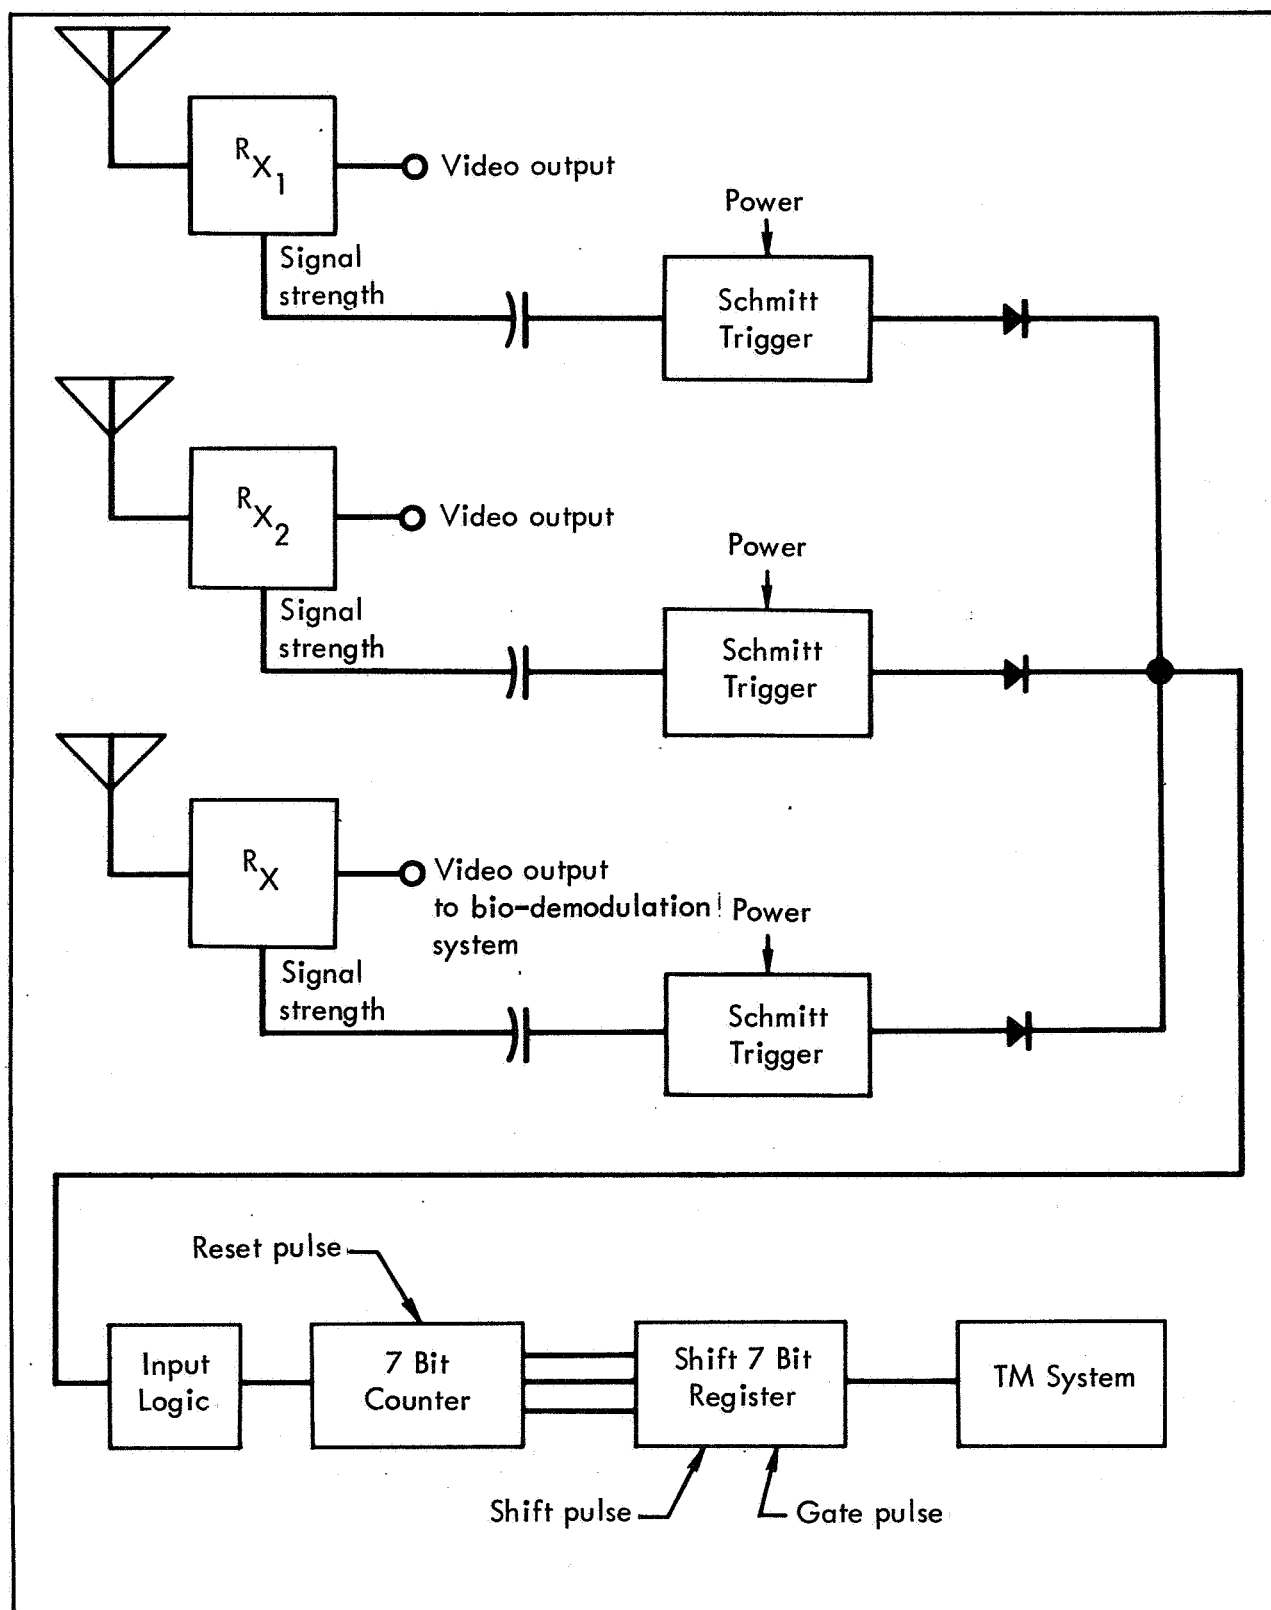 RX1
Video output
Power
Signal
strength
Schmitt
Trigger
RX2
Video output
Power
Signal
strength
Schmitt
Trigger
RX
Video output
to bio-demodulation
system
Power
Signal
strength
Schmitt
Trigger
Reset pulse
Input
Logic
7 Bit
Counter
Shift 7 Bit
Register
TM System
Shift pulse
Gate pulse